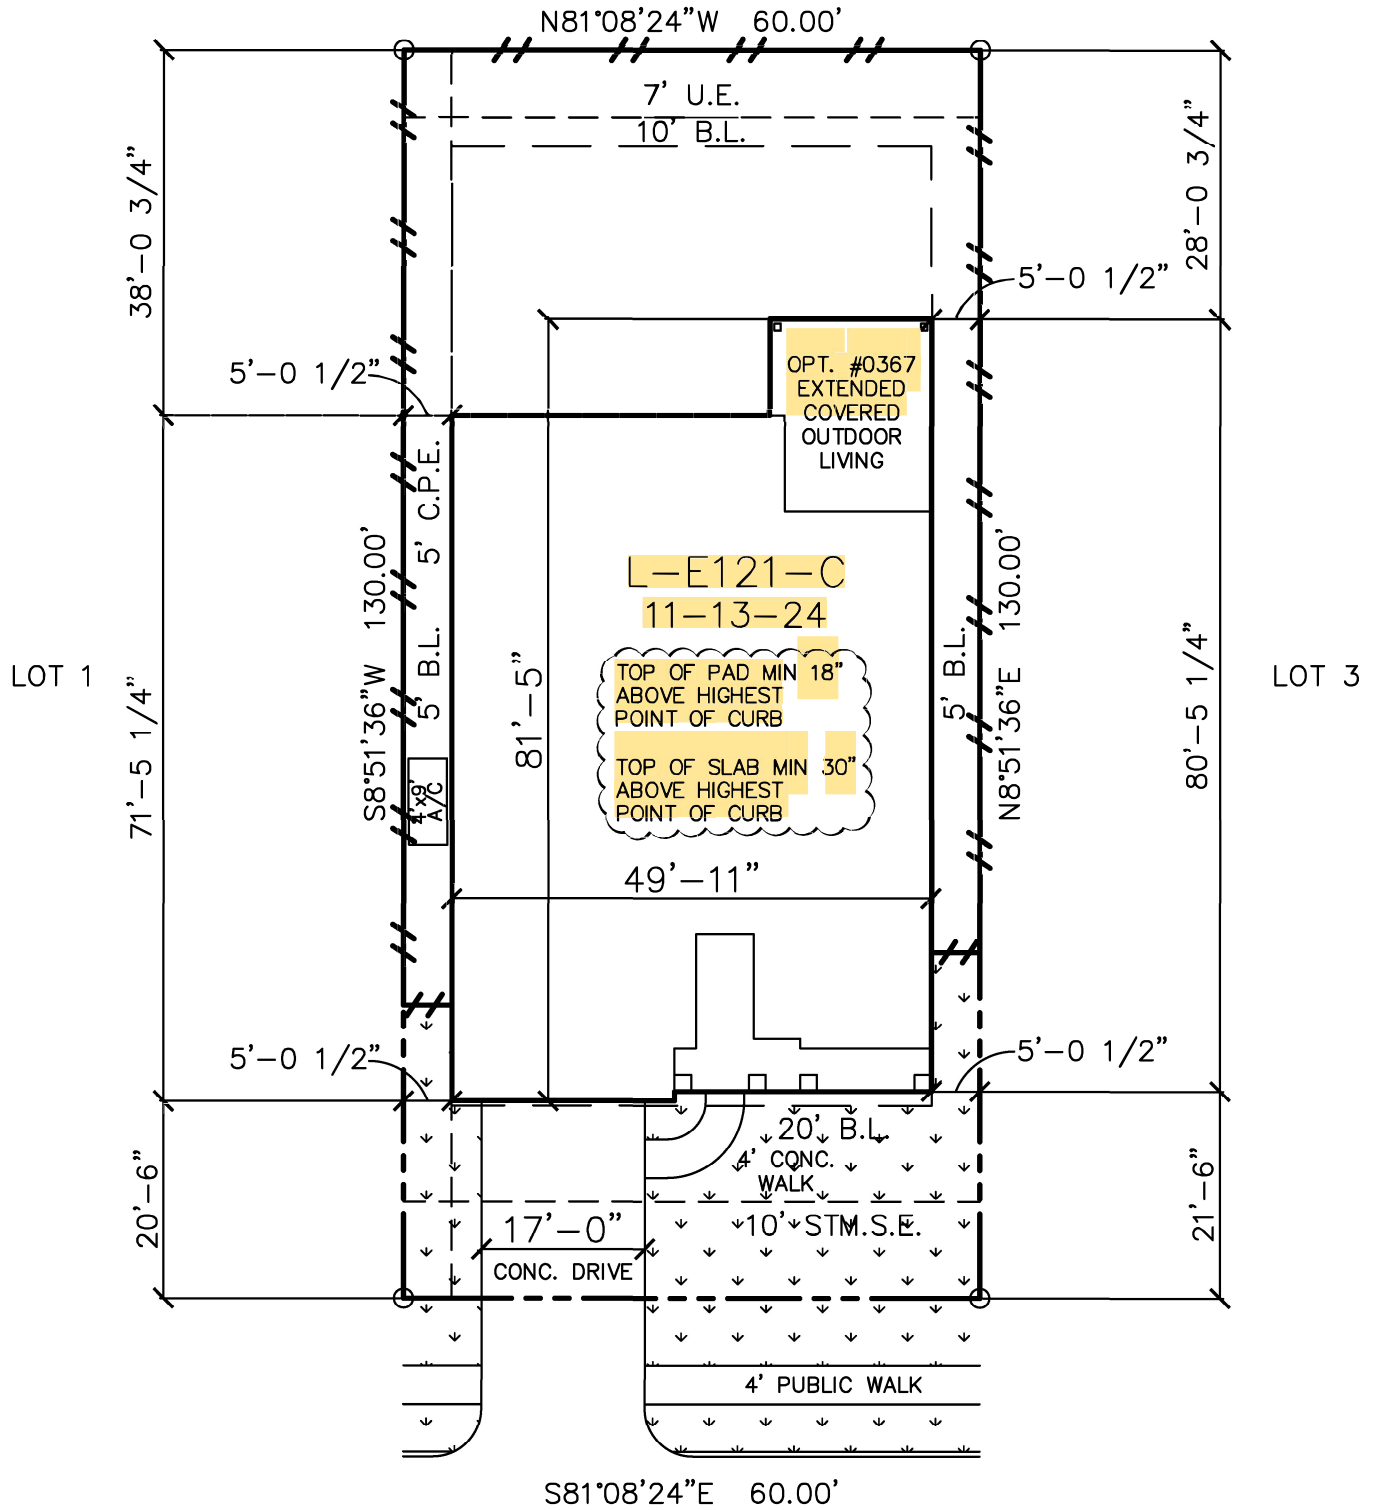 N81°08'24"W 60.00'
7' U.E.
10' B.L.
38'-0 3/4"
28'-0 3/4"
5'-0 1/2"
5'-0 1/2"
OPT. #0367
EXTENDED
COVERED
OUTDOOR
LIVING
5' B.L. 5' C.P.E.
S8°51'36"W 130.00'
N8°51'36"E 130.00'
L-E121-C
11-13-24
LOT 1
LOT 3
TOP OF PAD MIN 18"
ABOVE HIGHEST
POINT OF CURB
TOP OF SLAB MIN 30"
ABOVE HIGHEST
POINT OF CURB
81'-5"
5' B.L.
71'-5 1/4"
80'-5 1/4"
4'x9'
A/C
49'-11"
5'-0 1/2"
5'-0 1/2"
20' B.L.
4' CONC.
WALK
20'-6"
21'-6"
17'-0"
10' STM.S.E.
CONC. DRIVE
4' PUBLIC WALK
S81°08'24"E 60.00'